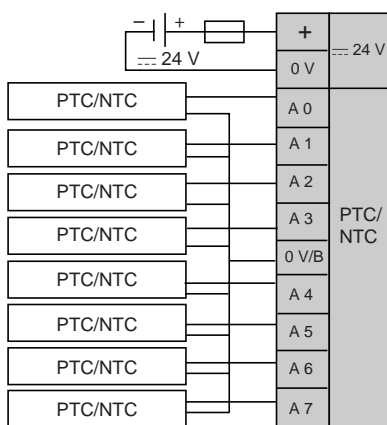 − +
+
⎓ 24 V
⎓ 24 V
0 V
PTC/NTC
A 0
PTC/NTC
A 1
PTC/NTC
A 2
PTC/NTC
A 3
PTC/
NTC
0 V/B
PTC/NTC
A 4
PTC/NTC
A 5
PTC/NTC
A 6
PTC/NTC
A 7